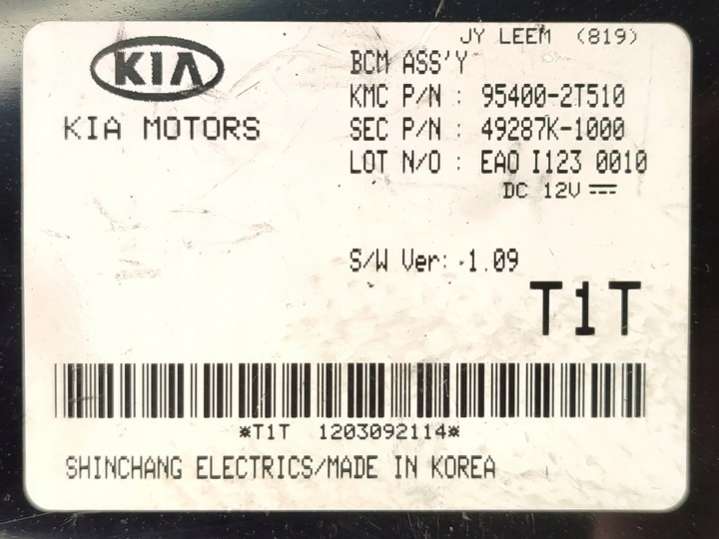 JY LEEM (819)
KIA
KIA MOTORS
BCM ASS'Y
KMC P/N : 95400-2T510
SEC P/N : 49287K-1000
LOT N/O : EAO I123 0010
DC 12V ⎓
S/W Ver: 1.09
T1T
*T1T 1203092114*
SHINCHANG ELECTRICS/MADE IN KOREA